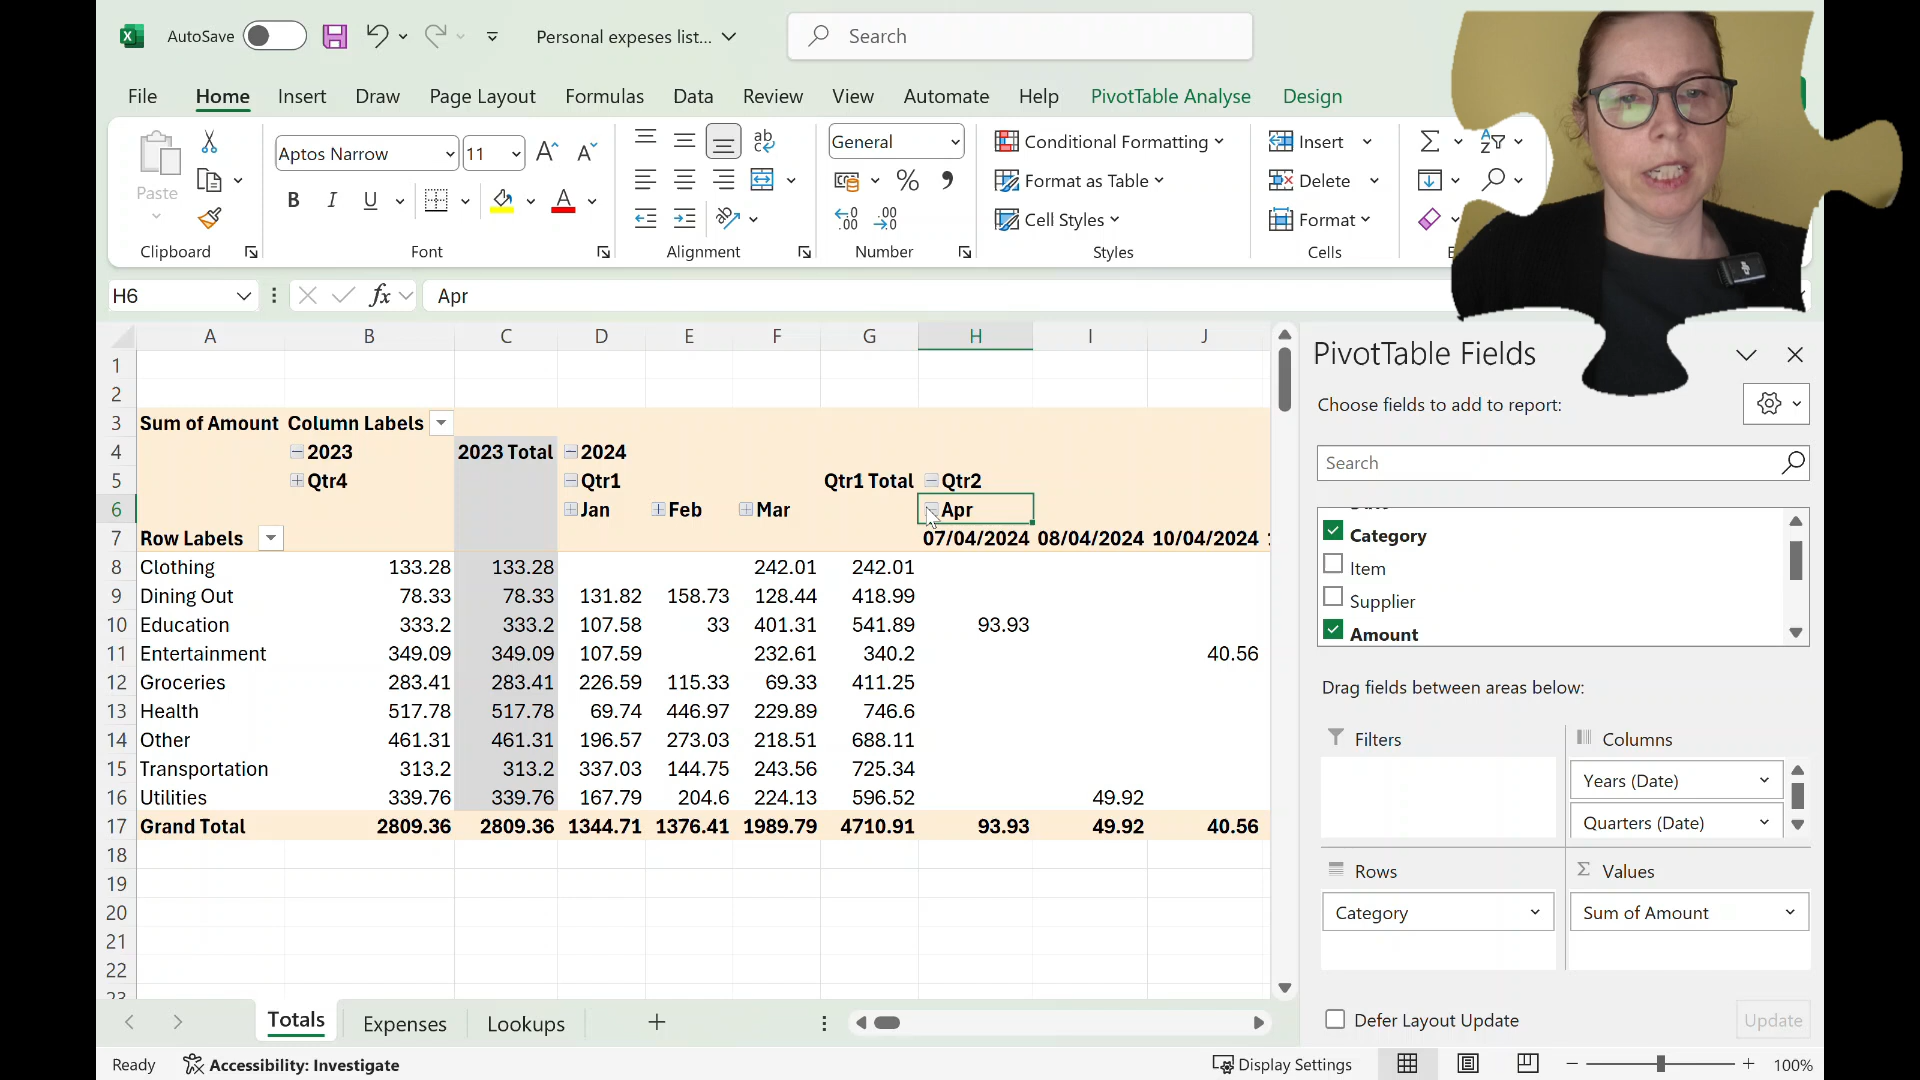 AutoSave
Personal expeses list...
Search
File Home Insert Draw Page Layout Formulas Data Review View Automate Help PivotTable Analyse Design
Paste
Aptos Narrow 11
General
Conditional Formatting
Format as Table
Cell Styles
Insert
Delete
Format
Clipboard Font Alignment Number Styles Cells
H6 fx Apr
A B C D E F G H I J
1
2
3 Sum of Amount Column Labels
4 2023 2023 Total 2024
5 Qtr4 Qtr1 Qtr1 Total Qtr2
6 Jan Feb Mar Apr
7 Row Labels 07/04/2024 08/04/2024 10/04/2024
8 Clothing 133.28 133.28 242.01 242.01
9 Dining Out 78.33 78.33 131.82 158.73 128.44 418.99
10 Education 333.2 333.2 107.58 33 401.31 541.89 93.93
11 Entertainment 349.09 349.09 107.59 232.61 340.2 40.56
12 Groceries 283.41 283.41 226.59 115.33 69.33 411.25
13 Health 517.78 517.78 69.74 446.97 229.89 746.6
14 Other 461.31 461.31 196.57 273.03 218.51 688.11
15 Transportation 313.2 313.2 337.03 144.75 243.56 725.34
16 Utilities 339.76 339.76 167.79 204.6 224.13 596.52 49.92
17 Grand Total 2809.36 2809.36 1344.71 1376.41 1989.79 4710.91 93.93 49.92 40.56
18
19
20
21
22
PivotTable Fields
Choose fields to add to report:
Search
Category
Item
Supplier
Amount
Drag fields between areas below:
Filters
Columns
Years (Date)
Quarters (Date)
Rows
Category
Values
Sum of Amount
Defer Layout Update
Update
Totals Expenses Lookups
Ready Accessibility: Investigate Display Settings 100%